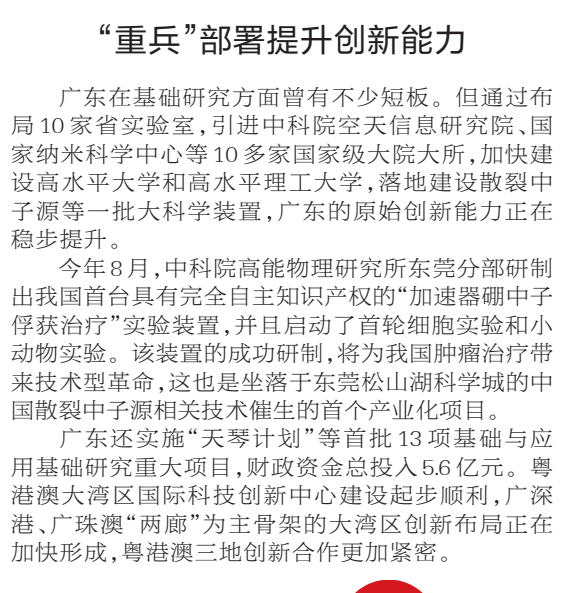 “重兵”部署提升创新能力
广东在基础研究方面曾有不少短板。但通过布
局10家省实验室,引进中科院空天信息研究院、国
家纳米科学中心等10多家国家级大院大所,加快建
设高水平大学和高水平理工大学,落地建设散裂中
子源等一批大科学装置,广东的原始创新能力正在
稳步提升。
今年8月,中科院高能物理研究所东莞分部研制
出我国首台具有完全自主知识产权的“加速器硼中子
俘获治疗”实验装置,并且启动了首轮细胞实验和小
动物实验。该装置的成功研制,将为我国肿瘤治疗带
来技术型革命,这也是坐落于东莞松山湖科学城的中
国散裂中子源相关技术催生的首个产业化项目。
广东还实施“天琴计划”等首批13项基础与应
用基础研究重大项目,财政资金总投入5.6亿元。粤
港澳大湾区国际科技创新中心建设起步顺利,广深
港、广珠澳“两廊”为主骨架的大湾区创新布局正在
加快形成,粤港澳三地创新合作更加紧密。